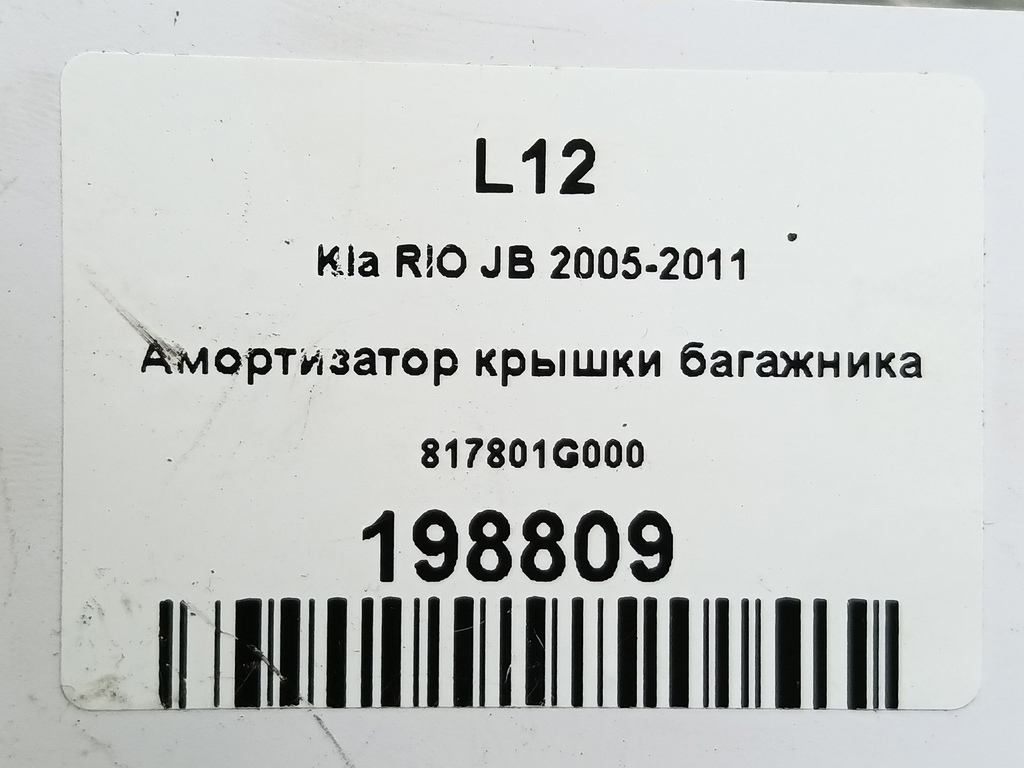 L12
Kia RIO JB 2005-2011
Амортизатор крышки багажника
817801G000
198809